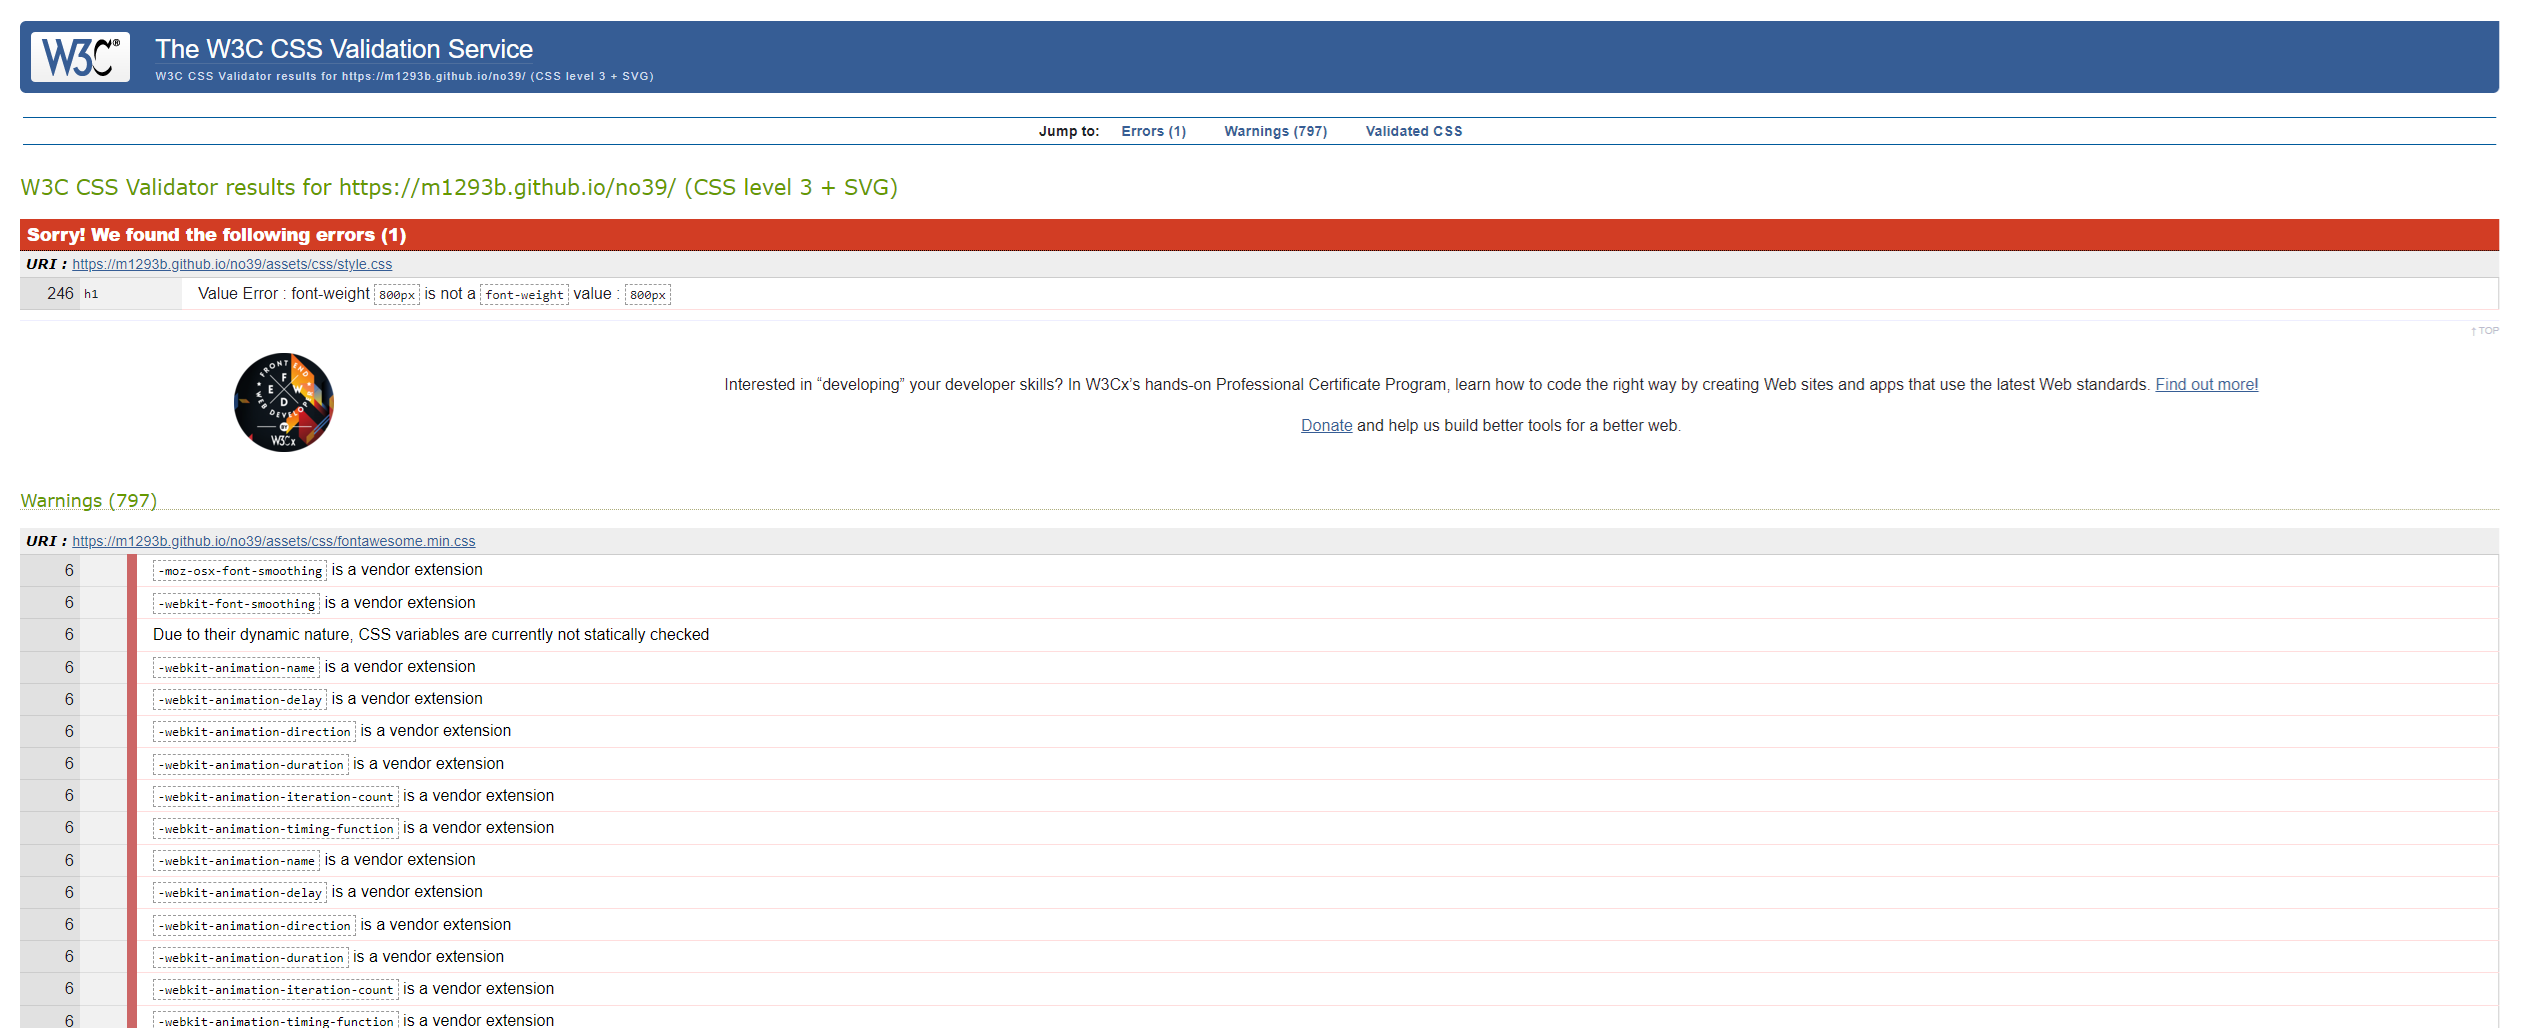 W3C®
The W3C CSS Validation Service
W3C CSS Validator results for https://m1293b.github.io/no39/ (CSS level 3 + SVG)
Jump to: Errors (1) Warnings (797) Validated CSS
W3C CSS Validator results for https://m1293b.github.io/no39/ (CSS level 3 + SVG)
Sorry! We found the following errors (1)
URI : https://m1293b.github.io/no39/assets/css/style.css
246 h1 Value Error : font-weight 800px is not a font-weight value : 800px
↑ TOP
FRONT END
F
E W
D
WEB DEVELOPER
BY
W3Cx
Interested in “developing” your developer skills? In W3Cx’s hands-on Professional Certificate Program, learn how to code the right way by creating Web sites and apps that use the latest Web standards. Find out more!
Donate and help us build better tools for a better web.
Warnings (797)
URI : https://m1293b.github.io/no39/assets/css/fontawesome.min.css
6 -moz-osx-font-smoothing is a vendor extension
6 -webkit-font-smoothing is a vendor extension
6 Due to their dynamic nature, CSS variables are currently not statically checked
6 -webkit-animation-name is a vendor extension
6 -webkit-animation-delay is a vendor extension
6 -webkit-animation-direction is a vendor extension
6 -webkit-animation-duration is a vendor extension
6 -webkit-animation-iteration-count is a vendor extension
6 -webkit-animation-timing-function is a vendor extension
6 -webkit-animation-name is a vendor extension
6 -webkit-animation-delay is a vendor extension
6 -webkit-animation-direction is a vendor extension
6 -webkit-animation-duration is a vendor extension
6 -webkit-animation-iteration-count is a vendor extension
6 -webkit-animation-timing-function is a vendor extension